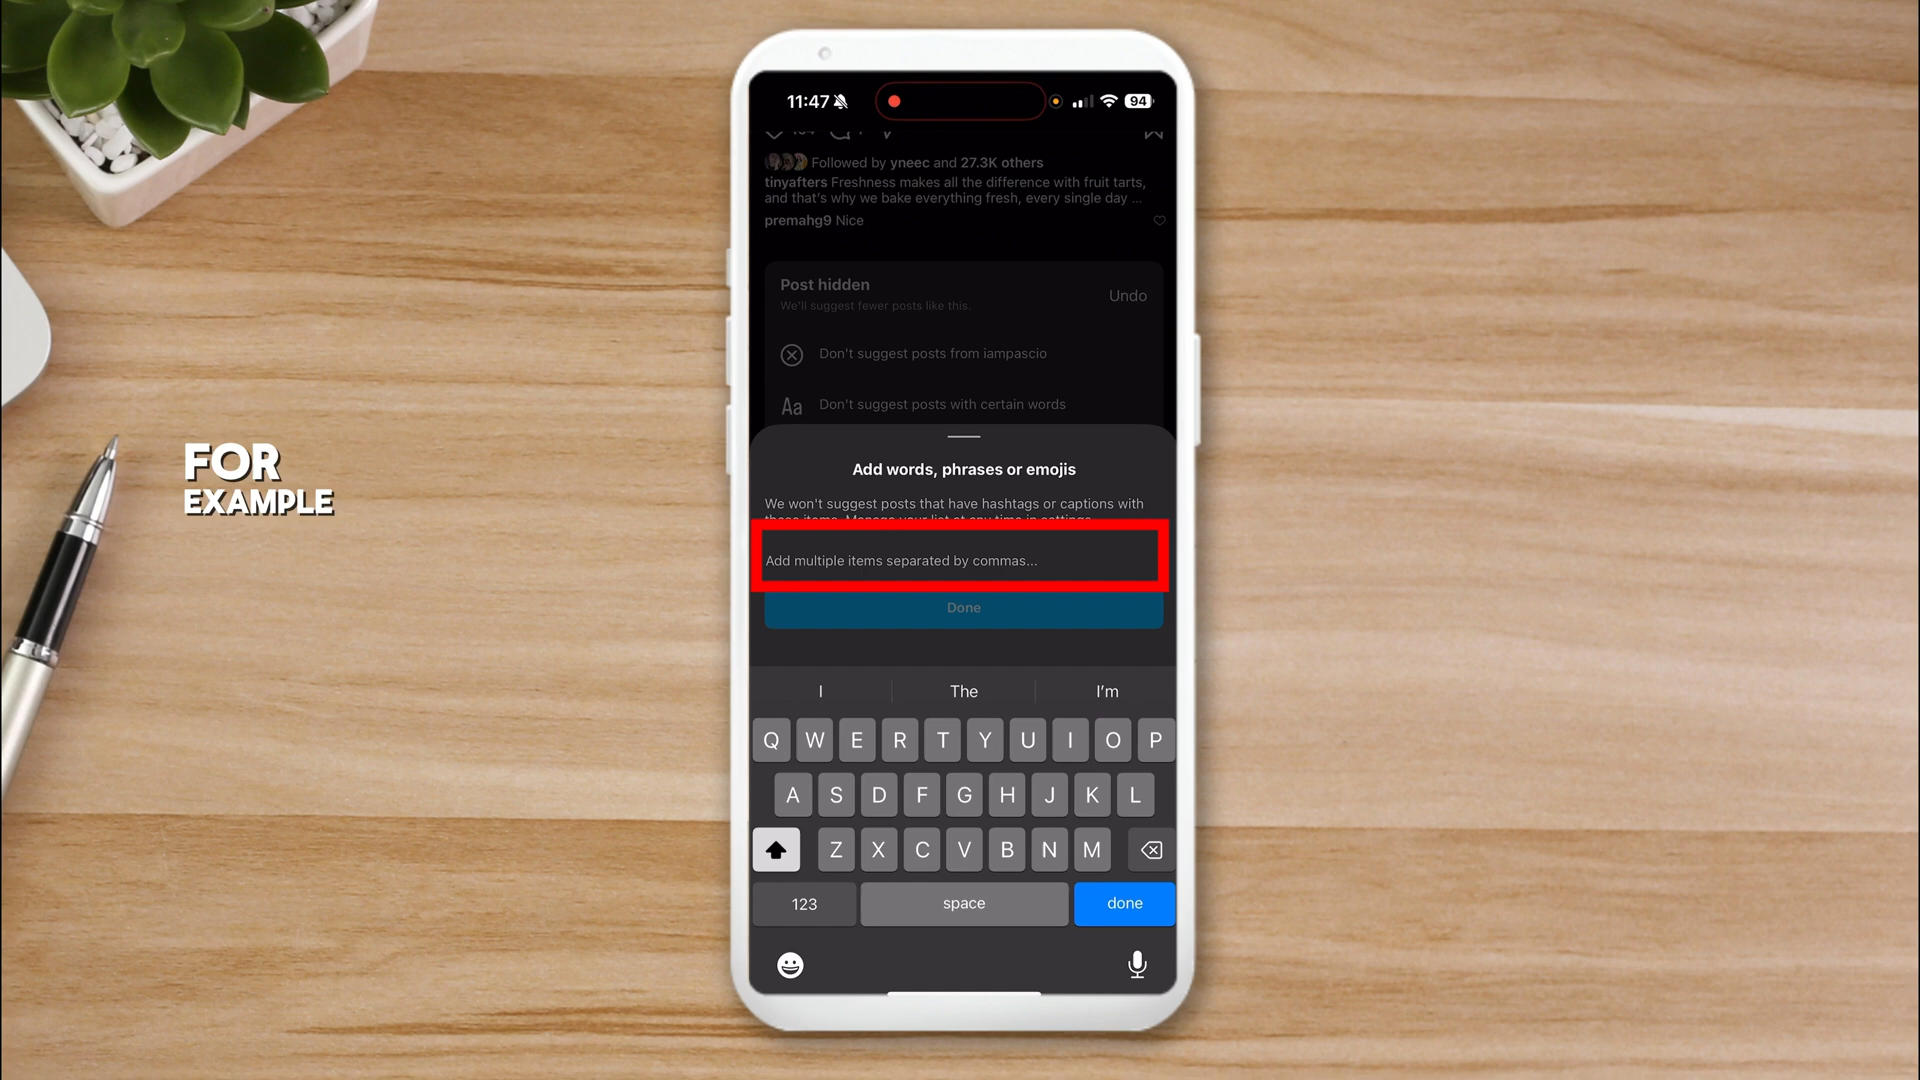 FOR
EXAMPLE
11:47
94
Followed by yneec and 27.3K others
tinyafters Freshness makes all the difference with fruit tarts,
and that's why we bake everything fresh, every single day ...
premahg9 Nice
Post hidden
We'll suggest fewer posts like this.
Undo
Don't suggest posts from iampascio
Aa Don't suggest posts with certain words
Add words, phrases or emojis
We won't suggest posts that have hashtags or captions with
these items. Manage your list at any time in settings.
Add multiple items separated by commas...
Done
I The I'm
Q W E R T Y U I O P
A S D F G H J K L
Z X C V B N M
123 space done